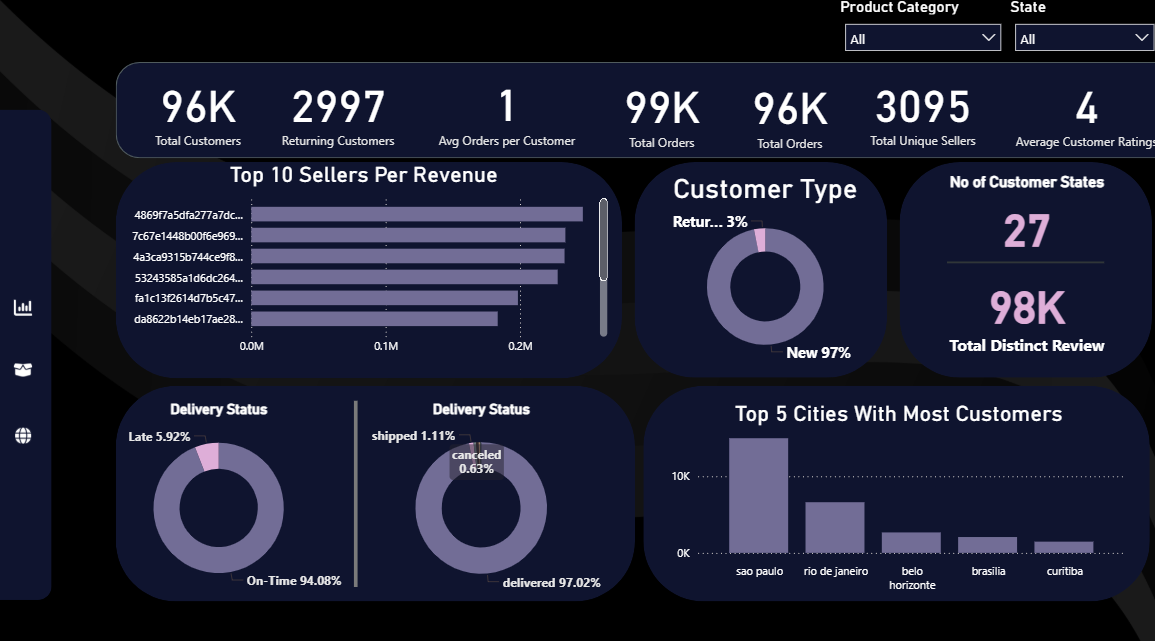 Product Category
State
All
All
96K
2997
1
99K
96K
3095
4
Total Customers
Returning Customers
Avg Orders per Customer
Total Orders
Total Orders
Total Unique Sellers
Average Customer Ratings
Top 10 Sellers Per Revenue
4869f7a5dfa277a7dc...
7c67e1448b00f6e969...
4a3ca9315b744ce9f8...
53243585a1d6dc264...
fa1c13f2614d7b5c47...
da8622b14eb17ae28...
0.0M
0.1M
0.2M
Customer Type
Retur... 3%
New 97%
No of Customer States
27
98K
Total Distinct Review
Delivery Status
Late 5.92%
On-Time 94.08%
Delivery Status
shipped 1.11%
canceled
0.63%
delivered 97.02%
Top 5 Cities With Most Customers
10K
0K
sao paulo
rio de janeiro
belo
horizonte
brasilia
curitiba